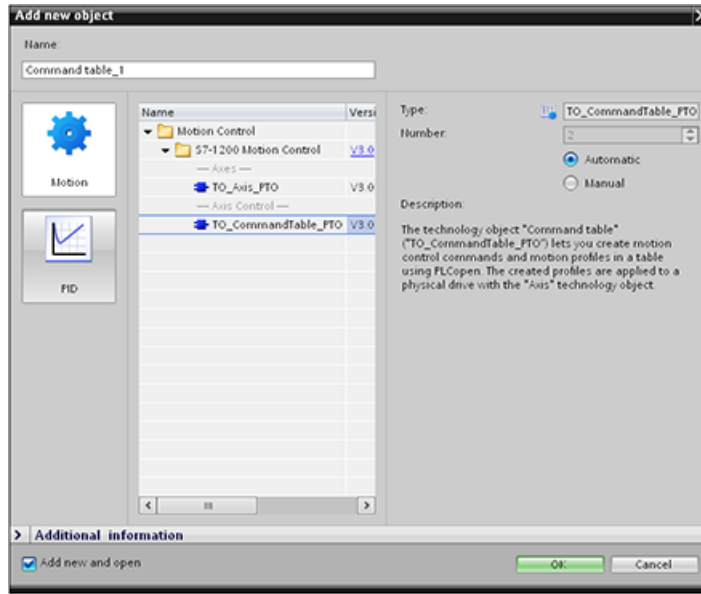 Add new object
Name:
Command table_1
Motion
PID
Name Versi
Motion Control
S7-1200 Motion Control V3.0
— Axes —
TO_Axis_PTO V3.0
— Axis Control —
TO_CommandTable_PTO V3.0
Type: TO_CommandTable_PTO
Number: 2
Automatic
Manual
Description:
The technology object "Command table"
("TO_CommandTable_PTO") lets you create motion
control commands and motion profiles in a table
using PLCopen. The created profiles are applied to a
physical drive with the "Axis" technology object.
Additional information
Add new and open
OK Cancel